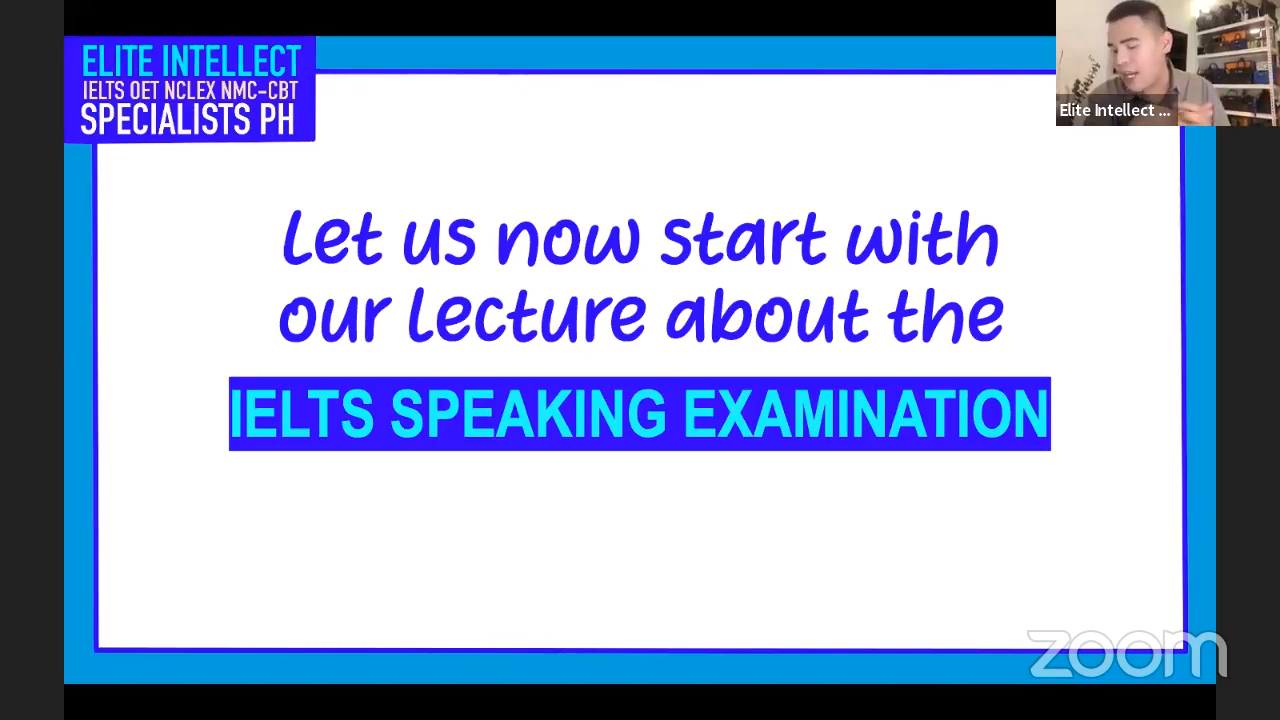 ELITE INTELLECT
IELTS OET NCLEX NMC-CBT
SPECIALISTS PH
Elite Intellect ...
Let us now start with
our lecture about the
IELTS SPEAKING EXAMINATION
zoom